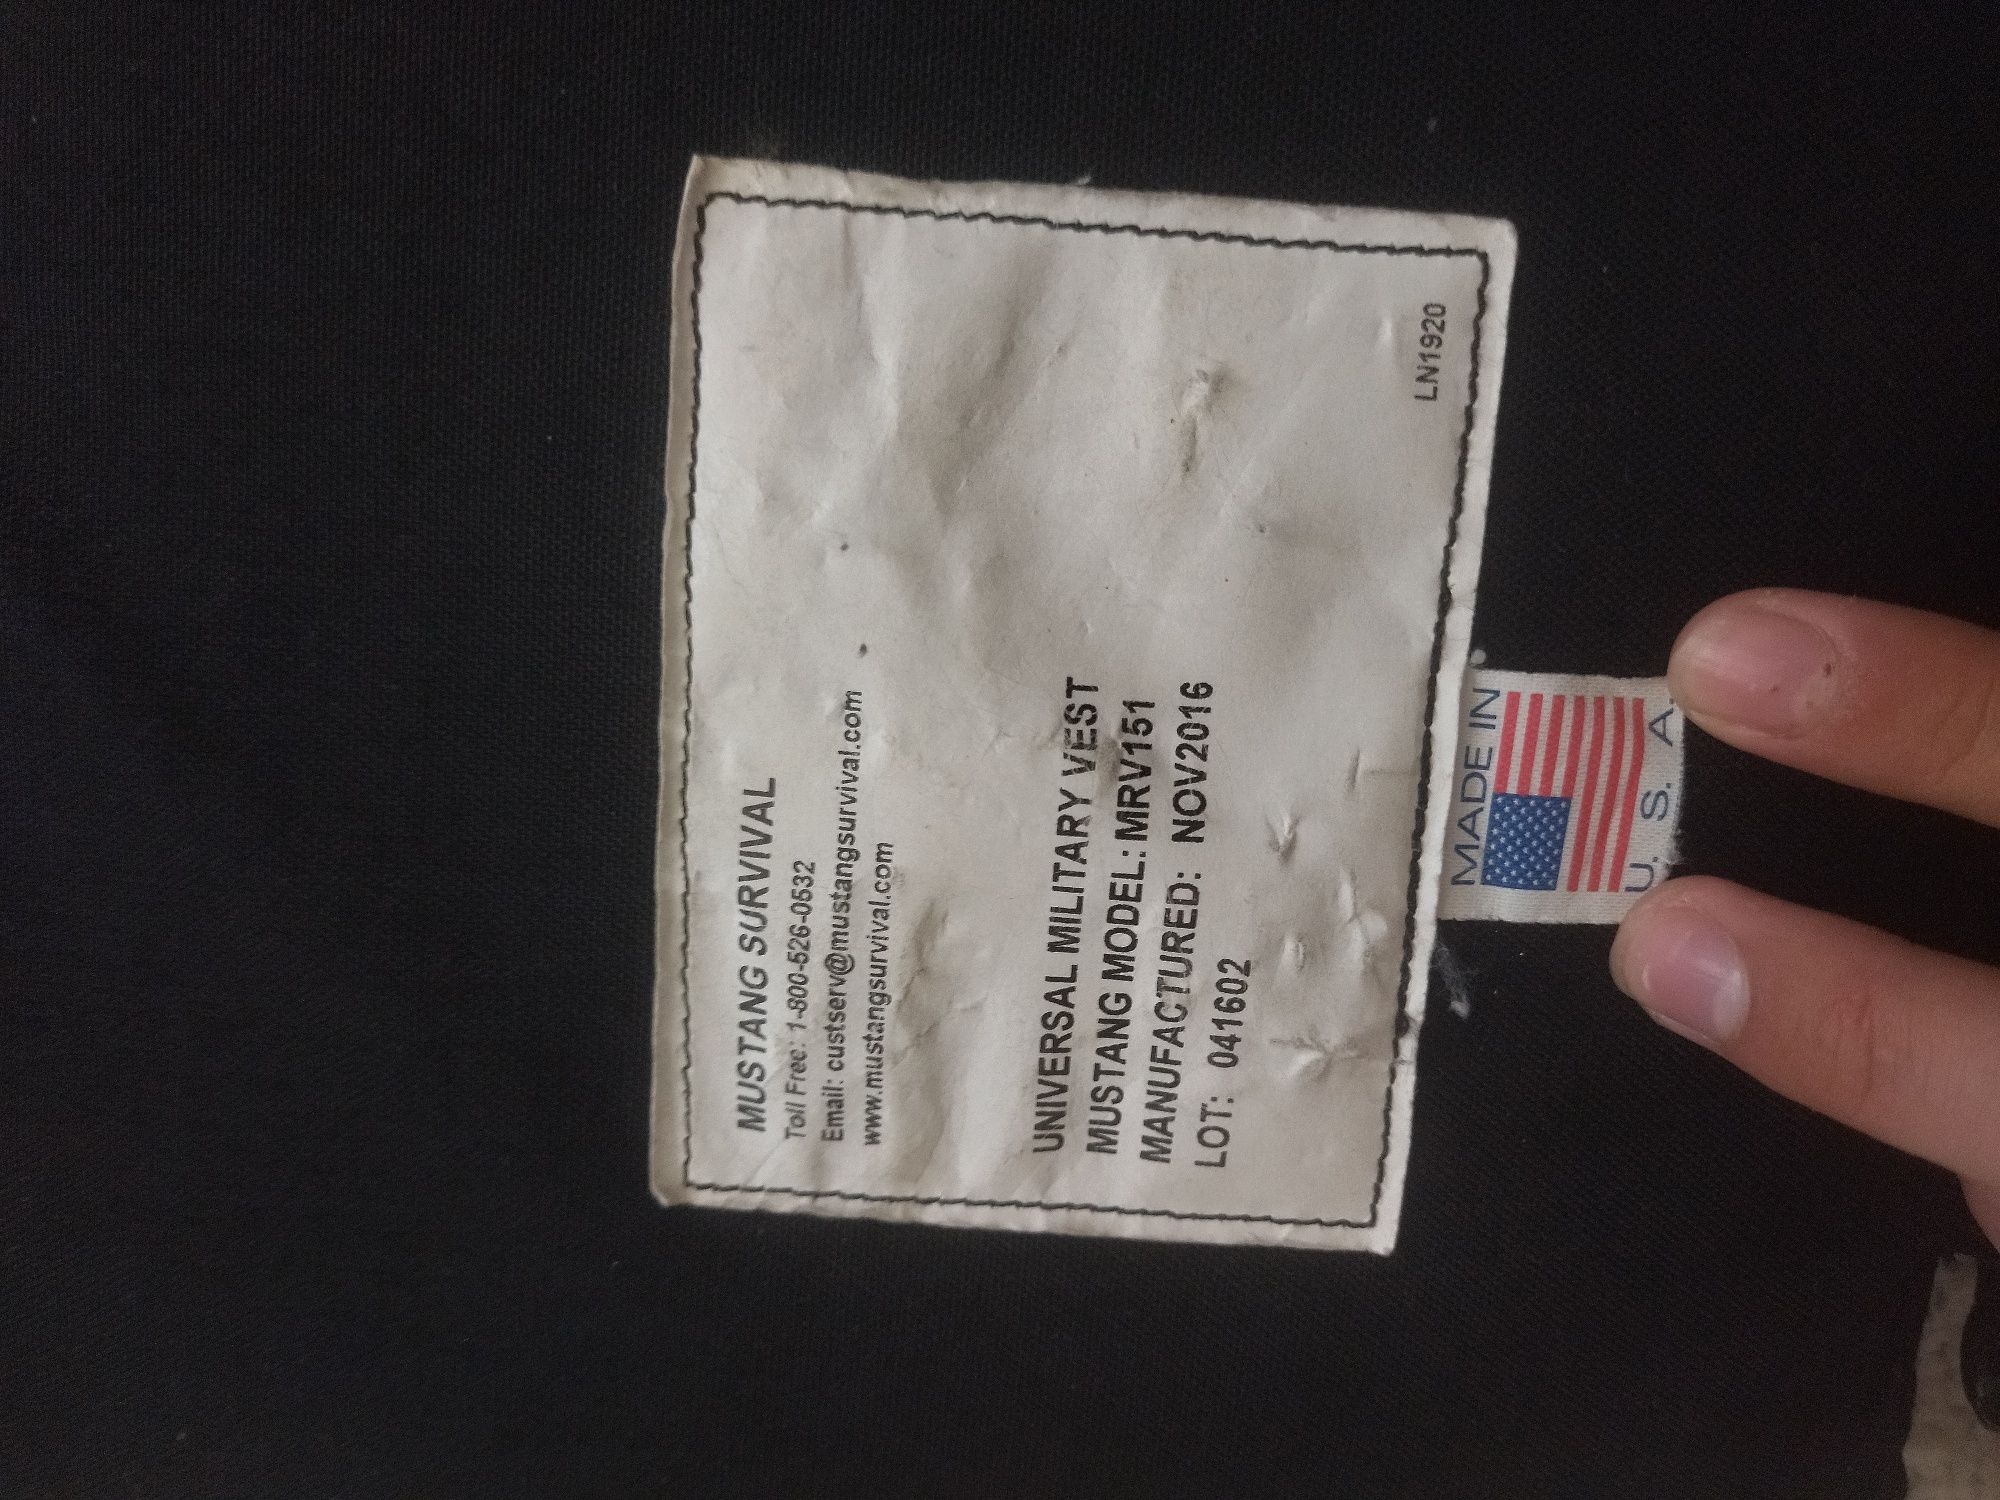 MUSTANG SURVIVAL
Toll Free: 1-800-526-0532
Email: custserv@mustangsurvival.com
www.mustangsurvival.com
UNIVERSAL MILITARY VEST
MUSTANG MODEL: MRV151
MANUFACTURED: NOV2016
LOT: 041602
LN1920
MADE IN
U. S. A.